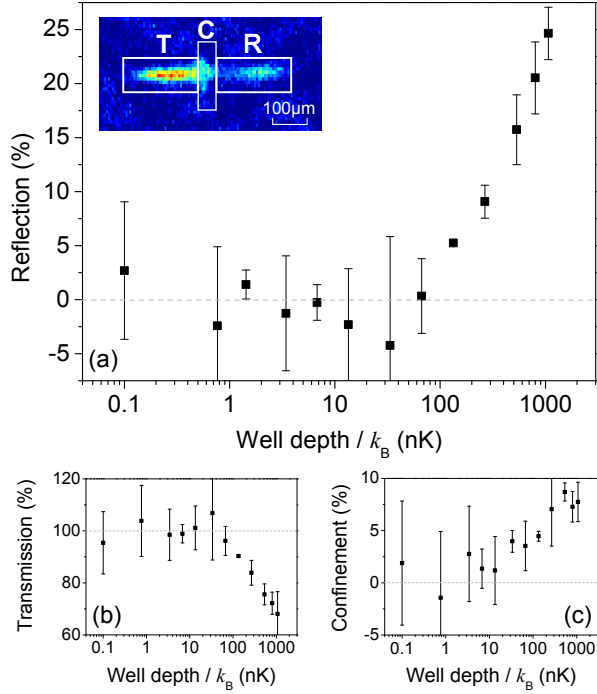 25
20
15
10
5
0
-5
Reflection (%)
T
C
R
100μm
(a)
0.1
1
10
100
1000
Well depth / kB (nK)
120
100
80
60
Transmission (%)
(b)
0.1
1
10
100
1000
Well depth / kB (nK)
10
5
0
-5
Confinement (%)
(c)
0.1
1
10
100
1000
Well depth / kB (nK)